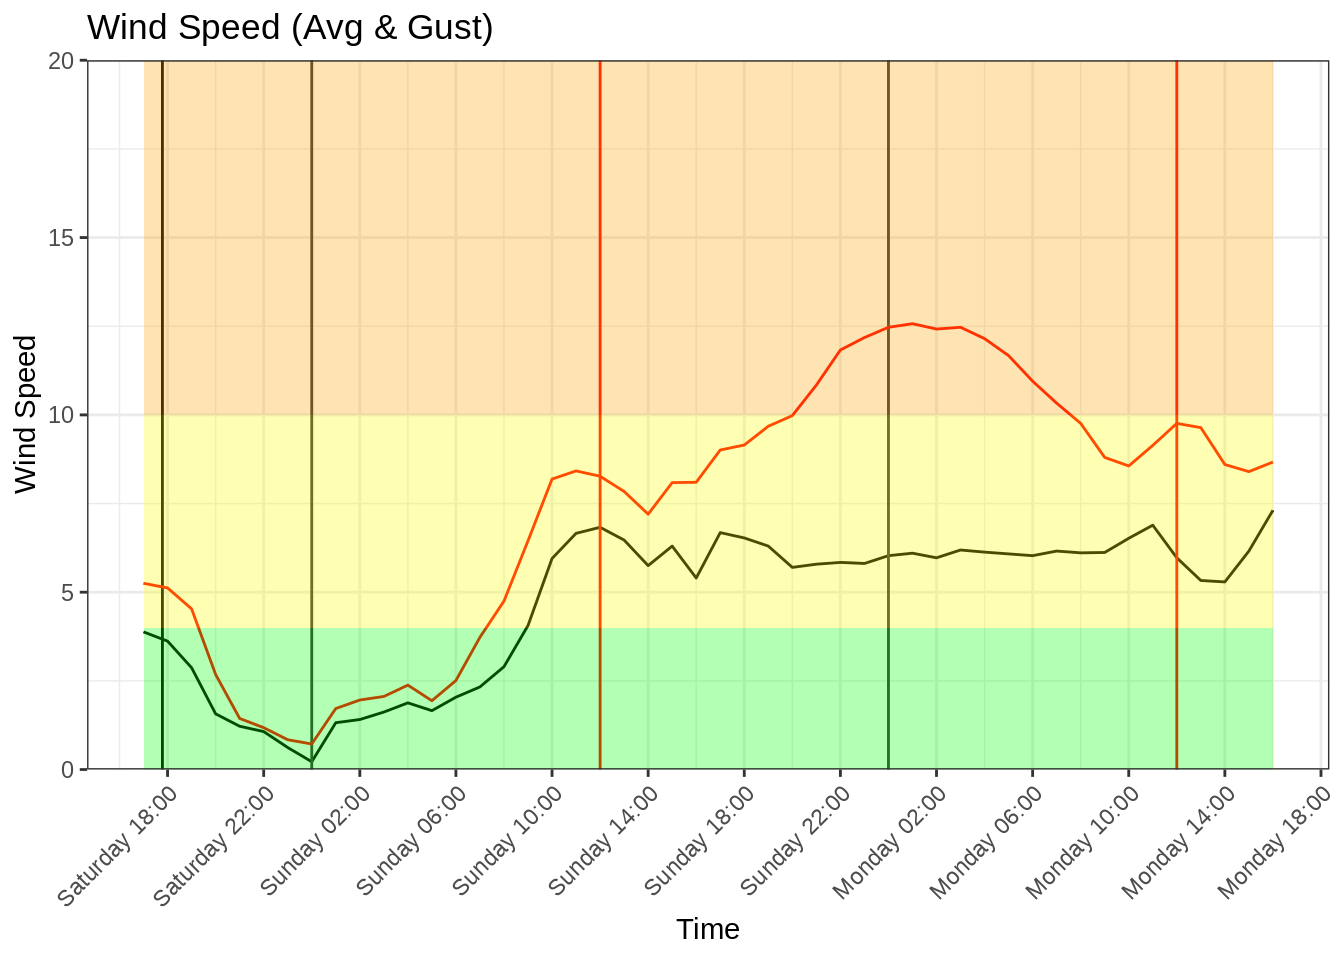 Wind Speed (Avg & Gust)
20
15
10
5
0
Wind Speed
Saturday 18:00
Saturday 22:00
Sunday 02:00
Sunday 06:00
Sunday 10:00
Sunday 14:00
Sunday 18:00
Sunday 22:00
Monday 02:00
Monday 06:00
Monday 10:00
Monday 14:00
Monday 18:00
Time